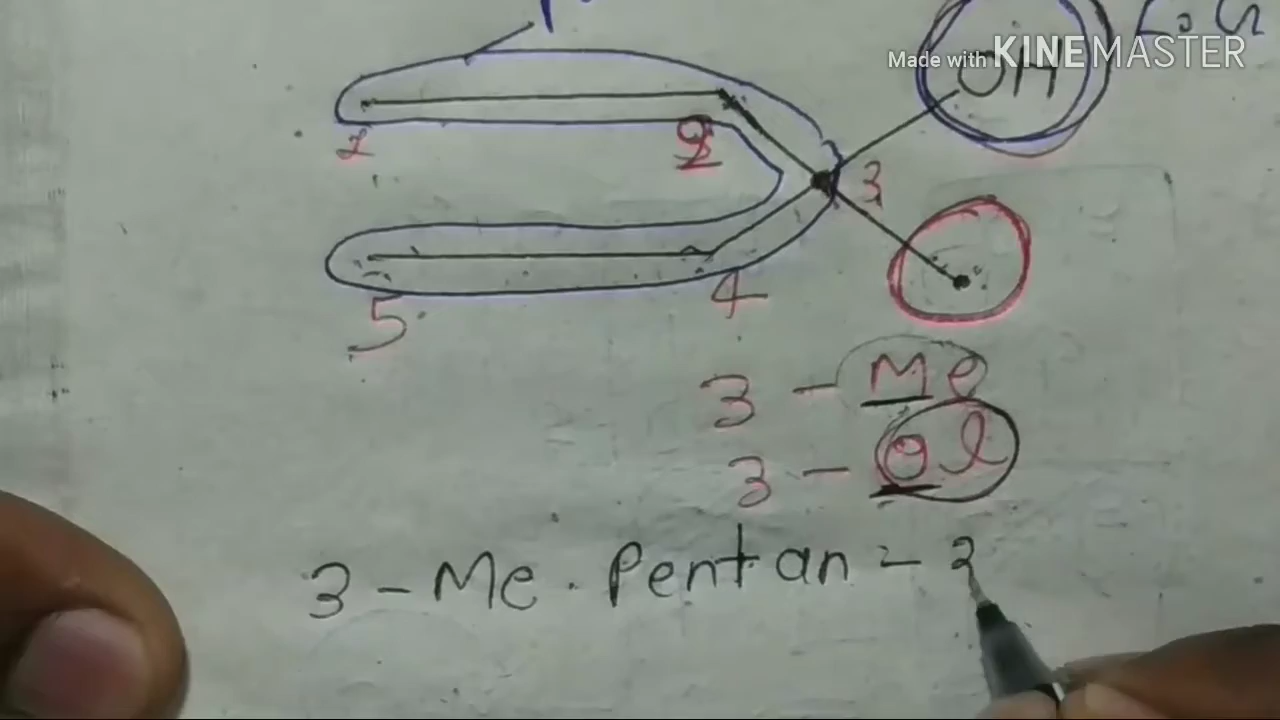 Made with KINEMASTER
OH
1
2
3
5
4
3 - Me
3 - Ol
3 - Me. Pentan - 3